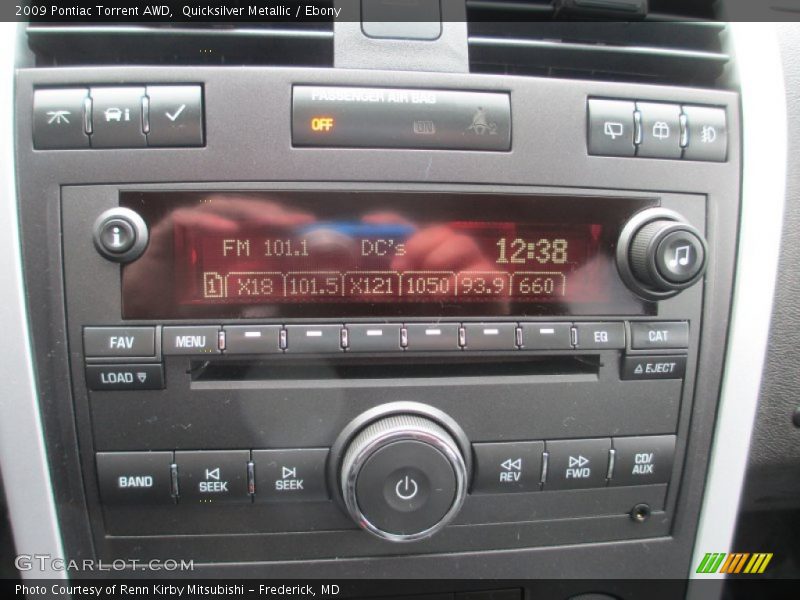 2009 Pontiac Torrent AWD, Quicksilver Metallic / Ebony
PASSENGER AIR BAG
OFF ON
i
FM 101.1 DC's 12:38
1 X18 101.5 X121 1050 93.9 660
FAV MENU EQ CAT
LOAD EJECT
BAND SEEK SEEK REV FWD CD/AUX
GTCARLOT.COM
Photo Courtesy of Renn Kirby Mitsubishi – Frederick, MD